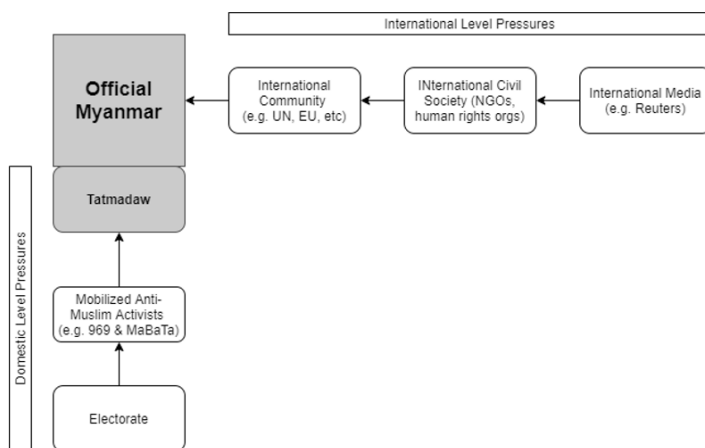 International Level Pressures
Official
Myanmar
International
Community
(e.g. UN, EU, etc)
INternational Civil
Society (NGOs,
human rights orgs)
International Media
(e.g. Reuters)
Tatmadaw
Domestic Level Pressures
Mobilized Anti-
Muslim Activists
(e.g. 969 & MaBaTa)
Electorate